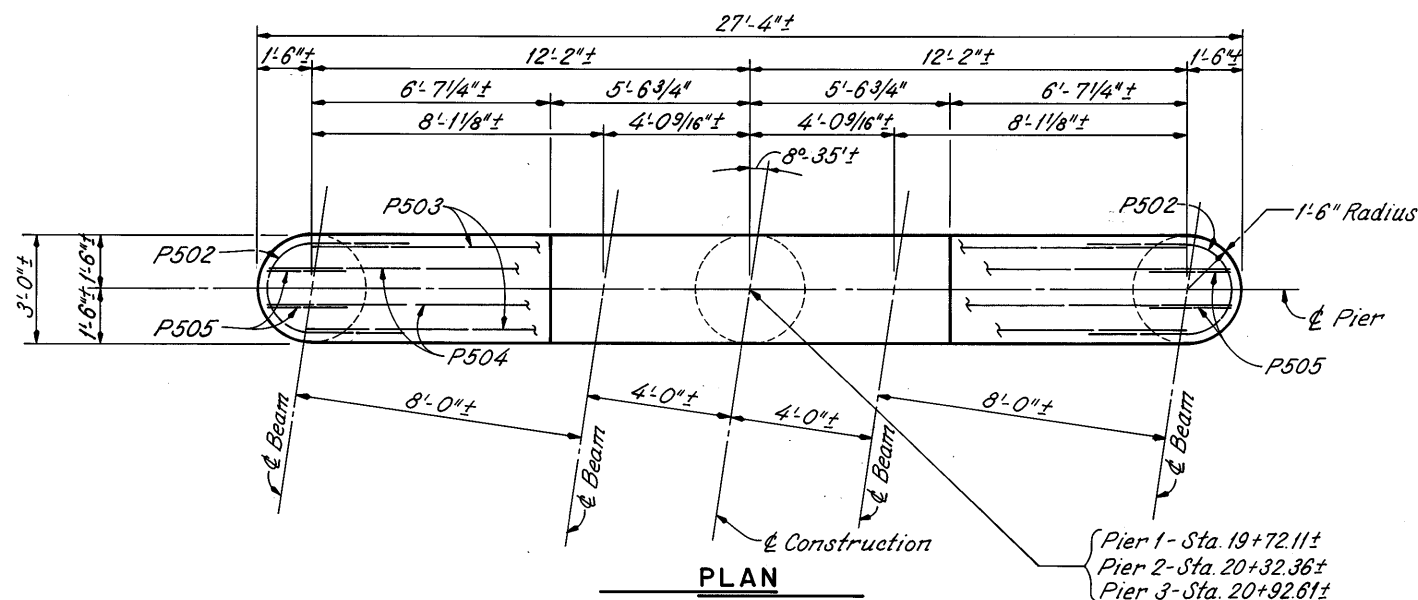 27'-4"±
1'-6"± 12'-2"± 12'-2"± 1'-6"±
6'-7 1/4"± 5'-6 3/4" 5'-6 3/4" 6'-7 1/4"±
8'-1 1/8"± 4'-0 9/16"± 4'-0 9/16"± 8'-1 1/8"±
8°-35'±
P503 P502
1'-6" Radius
P502
3'-0"± 1'-6"± 1'-6"±
P505 P504 P505
℄ Pier
8'-0"± 4'-0"± 4'-0"± 8'-0"±
℄ Beam ℄ Beam ℄ Beam ℄ Beam
℄ Construction
Pier 1 - Sta. 19+72.11±
Pier 2 - Sta. 20+32.36±
Pier 3 - Sta. 20+92.61±
PLAN